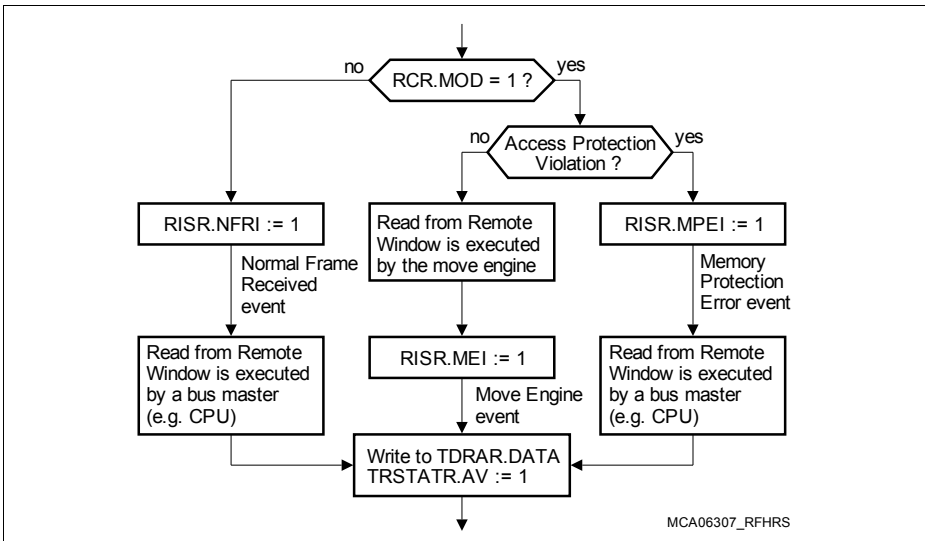 no
RCR.MOD = 1 ?
yes
no
Access Protection
Violation ?
yes
RISR.NFRI := 1
Normal Frame
Received
event
Read from Remote
Window is executed
by the move engine
RISR.MPEI := 1
Memory
Protection
Error event
Read from Remote
Window is executed
by a bus master
(e.g. CPU)
RISR.MEI := 1
Move Engine
event
Read from Remote
Window is executed
by a bus master
(e.g. CPU)
Write to TDRAR.DATA
TRSTATR.AV := 1
MCA06307_RFHRS